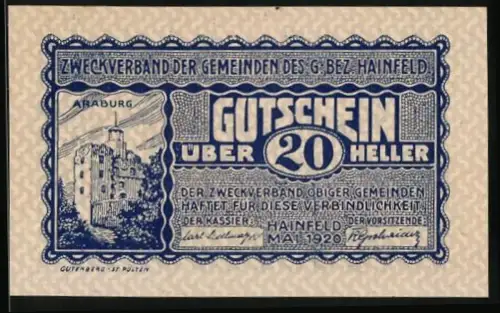 ZWECKVERBAND DER GEMEINDEN DES G. BEZ. HAINFELD.
ARABURG
GUTSCHEIN
ÜBER 20 HELLER
DER ZWECKVERBAND OBIGER GEMEINDEN
HAFTET FÜR DIESE VERBINDLICHKEIT.
DER KASSIER: DER VORSITZENDE:
HAINFELD
MAI 1920
GUTENBERG - ST. PÖLTEN